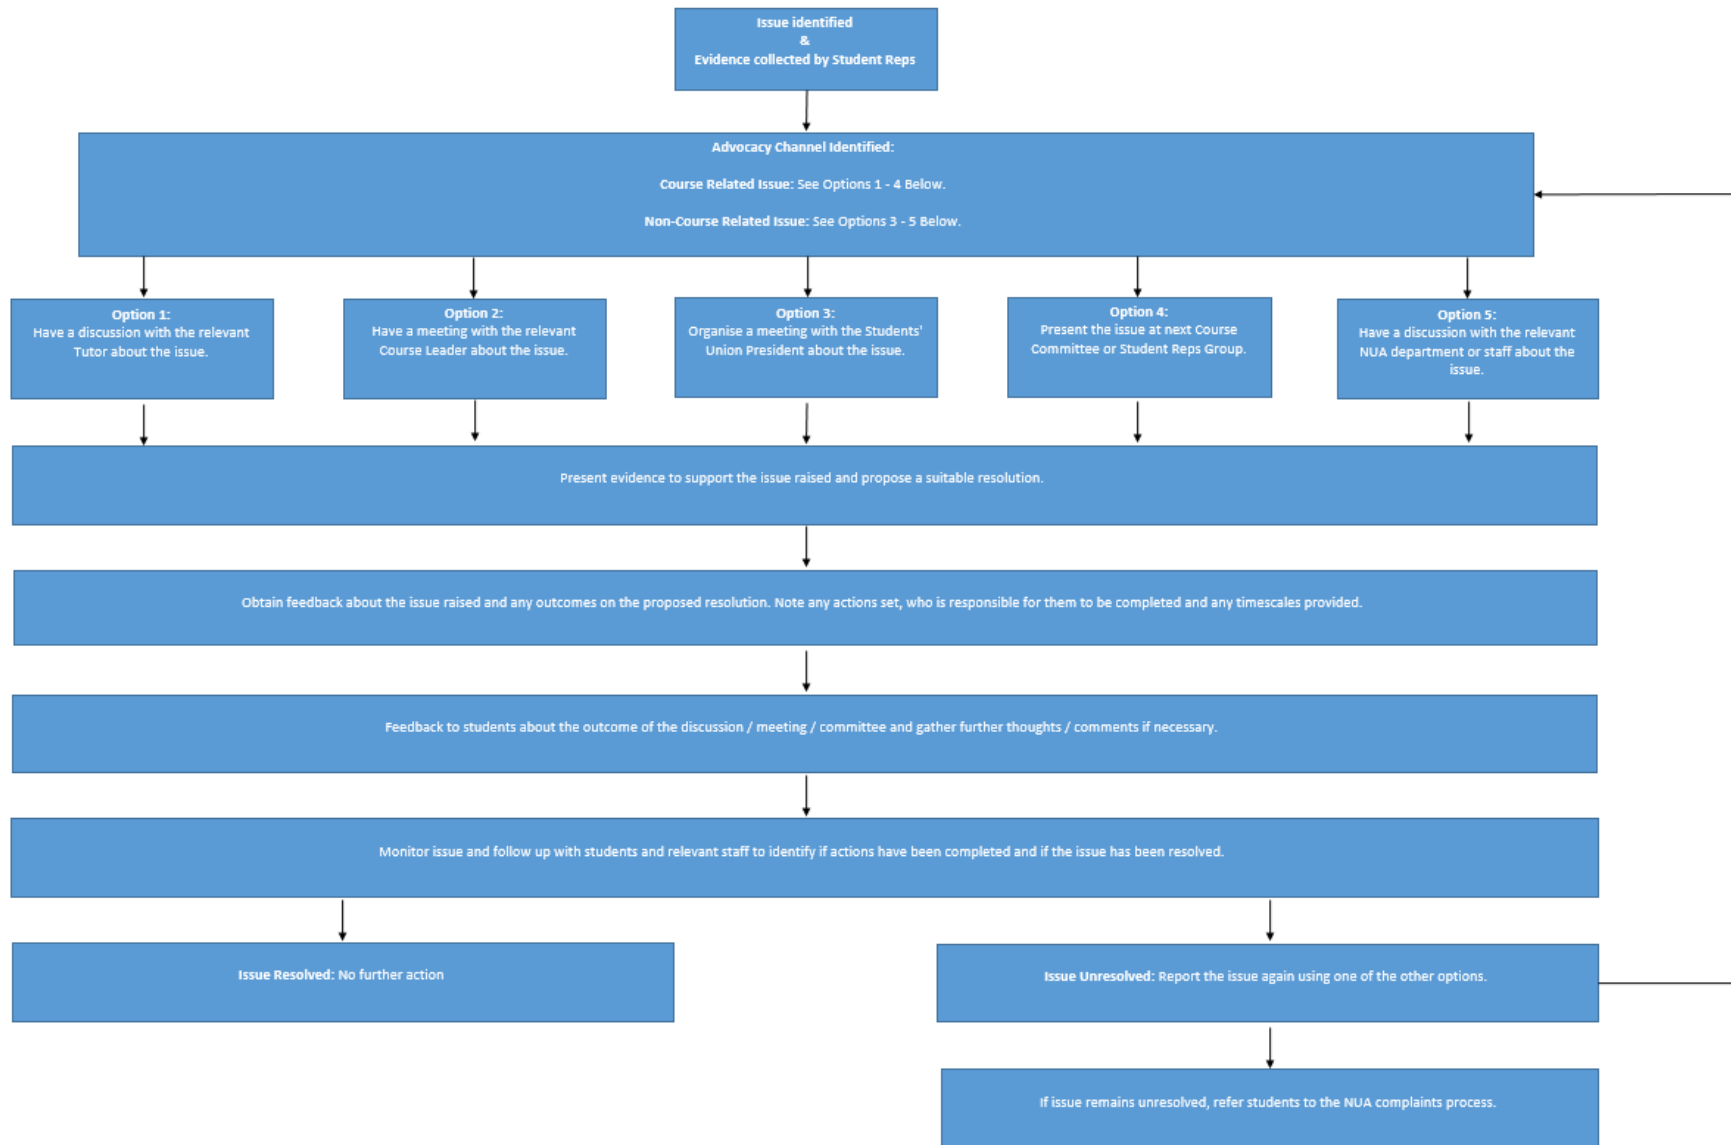 Issue identified
&
Evidence collected by Student Reps
Advocacy Channel Identified:
Course Related Issue: See Options 1 - 4 Below.
Non-Course Related Issue: See Options 3 - 5 Below.
Option 1:
Have a discussion with the relevant
Tutor about the issue.
Option 2:
Have a meeting with the relevant
Course Leader about the issue.
Option 3:
Organise a meeting with the Students'
Union President about the issue.
Option 4:
Present the issue at next Course
Committee or Student Reps Group.
Option 5:
Have a discussion with the relevant
NUA department or staff about the
issue.
Present evidence to support the issue raised and propose a suitable resolution.
Obtain feedback about the issue raised and any outcomes on the proposed resolution. Note any actions set, who is responsible for them to be completed and any timescales provided.
Feedback to students about the outcome of the discussion / meeting / committee and gather further thoughts / comments if necessary.
Monitor issue and follow up with students and relevant staff to identify if actions have been completed and if the issue has been resolved.
Issue Resolved: No further action
Issue Unresolved: Report the issue again using one of the other options.
If issue remains unresolved, refer students to the NUA complaints process.